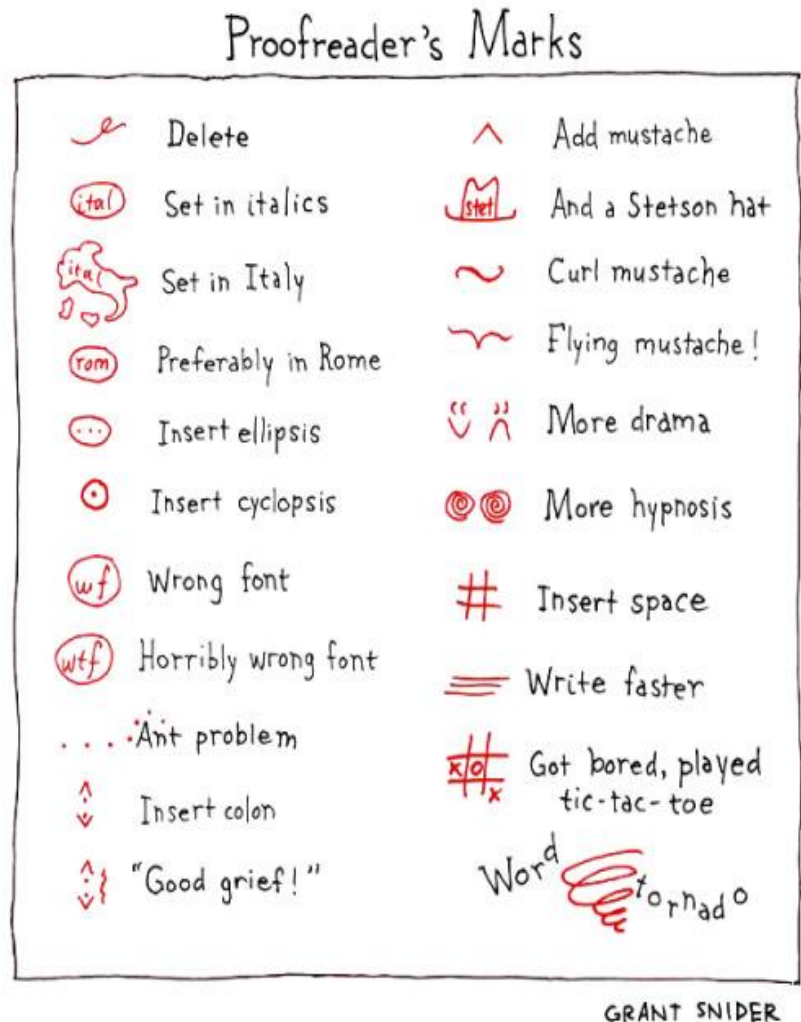 Proofreader's Marks
Delete
ital Set in italics
ital Set in Italy
rom Preferably in Rome
... Insert ellipsis
Insert cyclopsis
wf Wrong font
wtf Horribly wrong font
Ant problem
Insert colon
"Good grief!"
Add mustache
stet And a Stetson hat
Curl mustache
Flying mustache!
More drama
More hypnosis
# Insert space
Write faster
x o Got bored, played
x tic-tac-toe
Word tornado
GRANT SNIDER